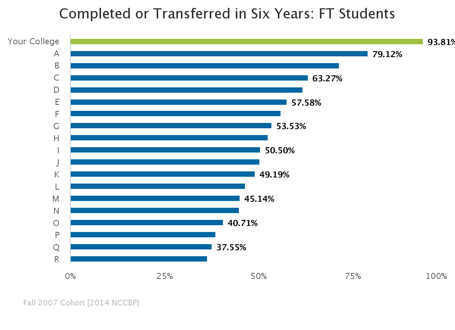 Completed or Transferred in Six Years: FT Students
Your College 93.81%
A 79.12%
B
C 63.27%
D
E 57.58%
F
G 53.53%
H
I 50.50%
J
K 49.19%
L
M 45.14%
N
O 40.71%
P
Q 37.55%
R
0% 25% 50% 75% 100%
Fall 2007 Cohort [2014 NCCBP]